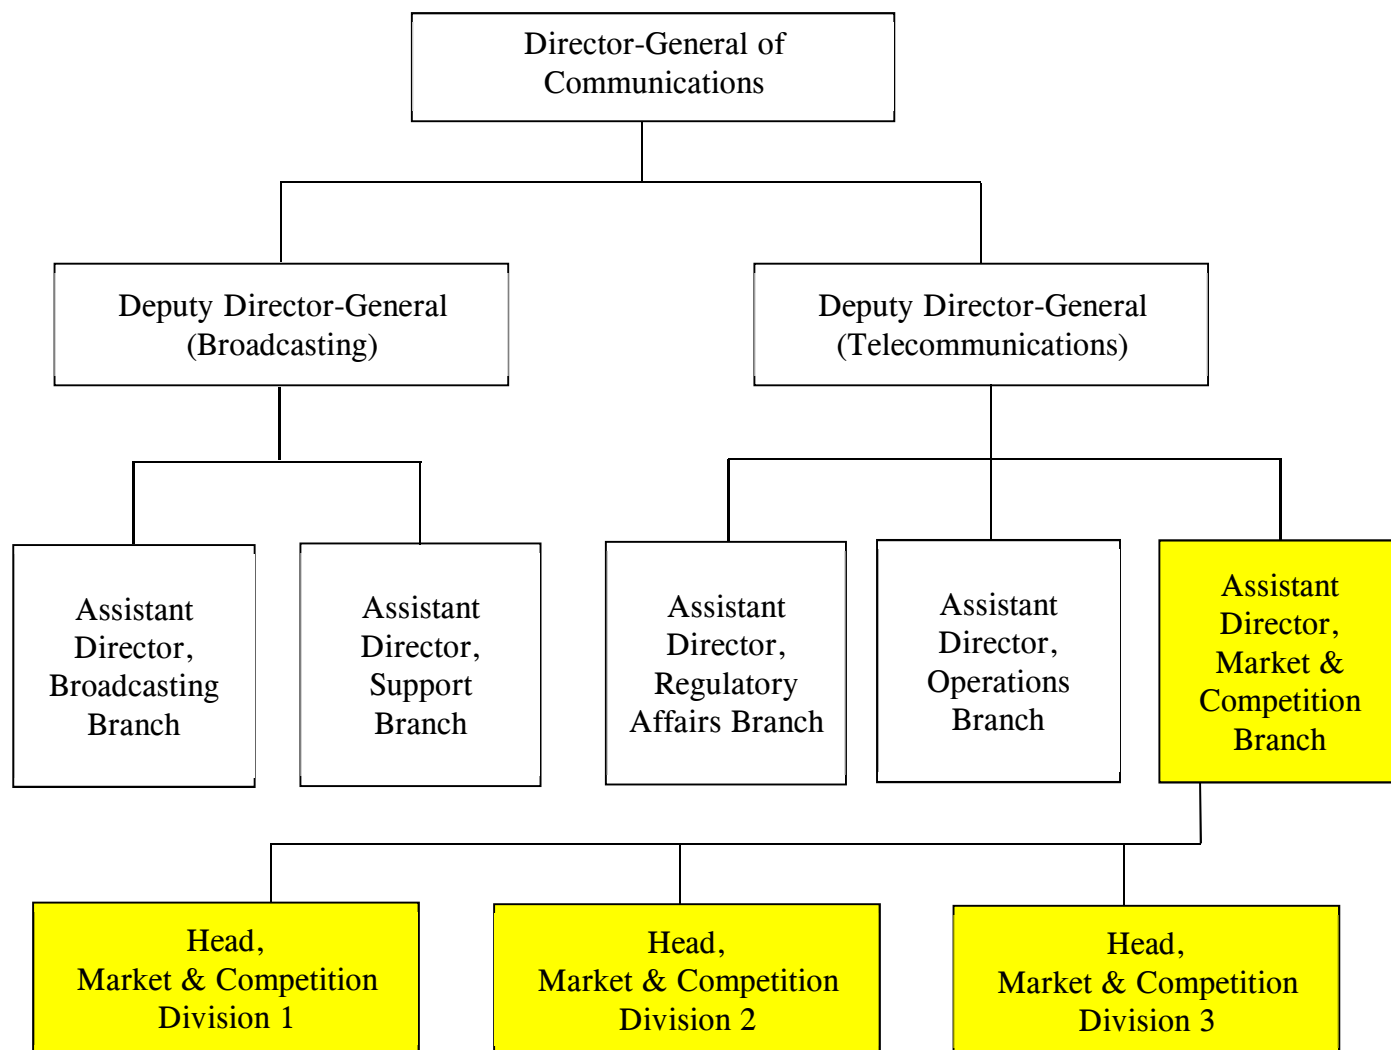 Director-General of
Communications
Deputy Director-General
(Broadcasting)
Deputy Director-General
(Telecommunications)
Assistant
Director,
Broadcasting
Branch
Assistant
Director,
Support
Branch
Assistant
Director,
Regulatory
Affairs Branch
Assistant
Director,
Operations
Branch
Assistant
Director,
Market &
Competition
Branch
Head,
Market & Competition
Division 1
Head,
Market & Competition
Division 2
Head,
Market & Competition
Division 3